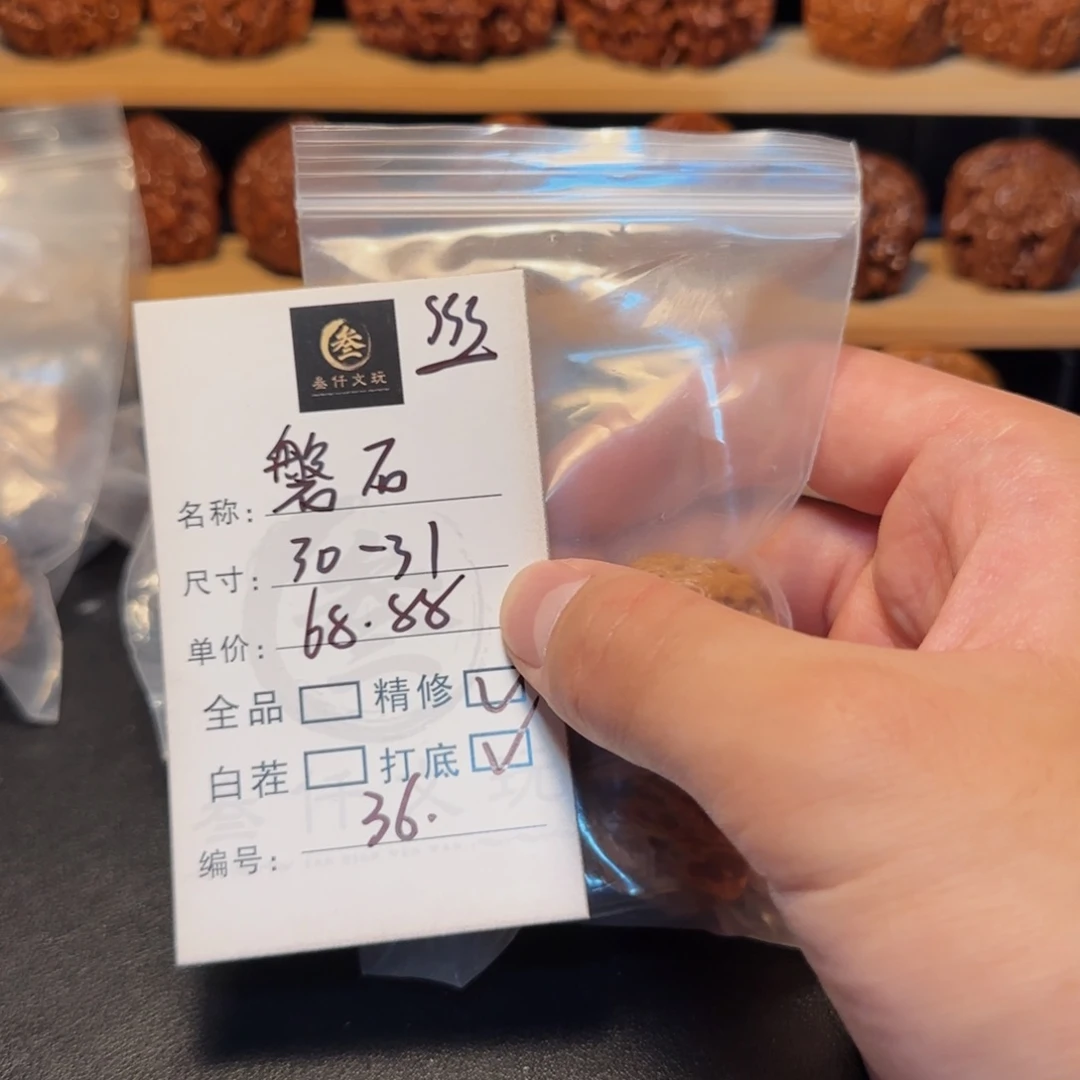 叁
叁仟文玩
名称：磐石
尺寸：30-31
单价：68.88
全品 精修 ✓
白茬 打底 ✓
编号：36.